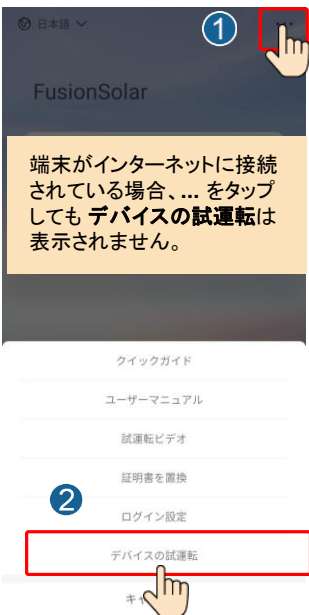 日本語
1
...
FusionSolar
端末がインターネットに接続
されている場合、... をタップ
しても デバイスの試運転は
表示されません。
クイックガイド
ユーザーマニュアル
試運転ビデオ
証明書を置換
2
ログイン設定
デバイスの試運転
キャ